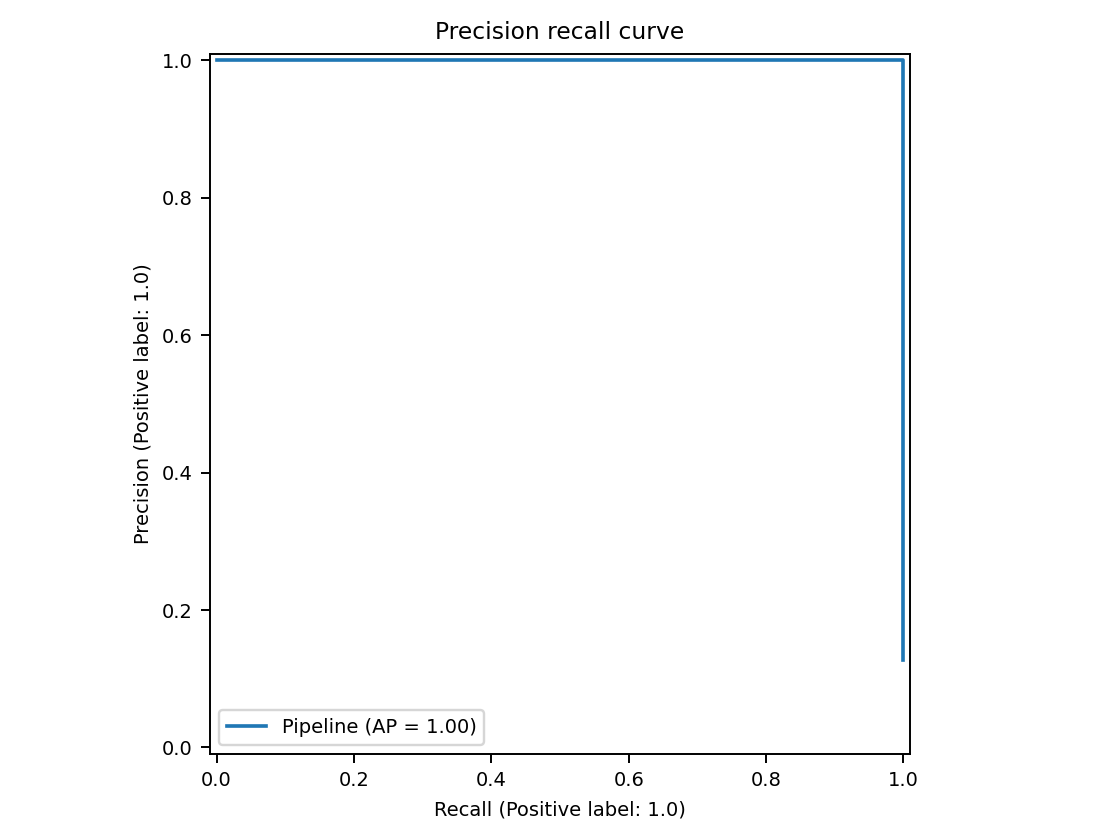 Precision recall curve
1.0
0.8
0.6
0.4
0.2
0.0
Precision (Positive label: 1.0)
Pipeline (AP = 1.00)
0.0 0.2 0.4 0.6 0.8 1.0
Recall (Positive label: 1.0)